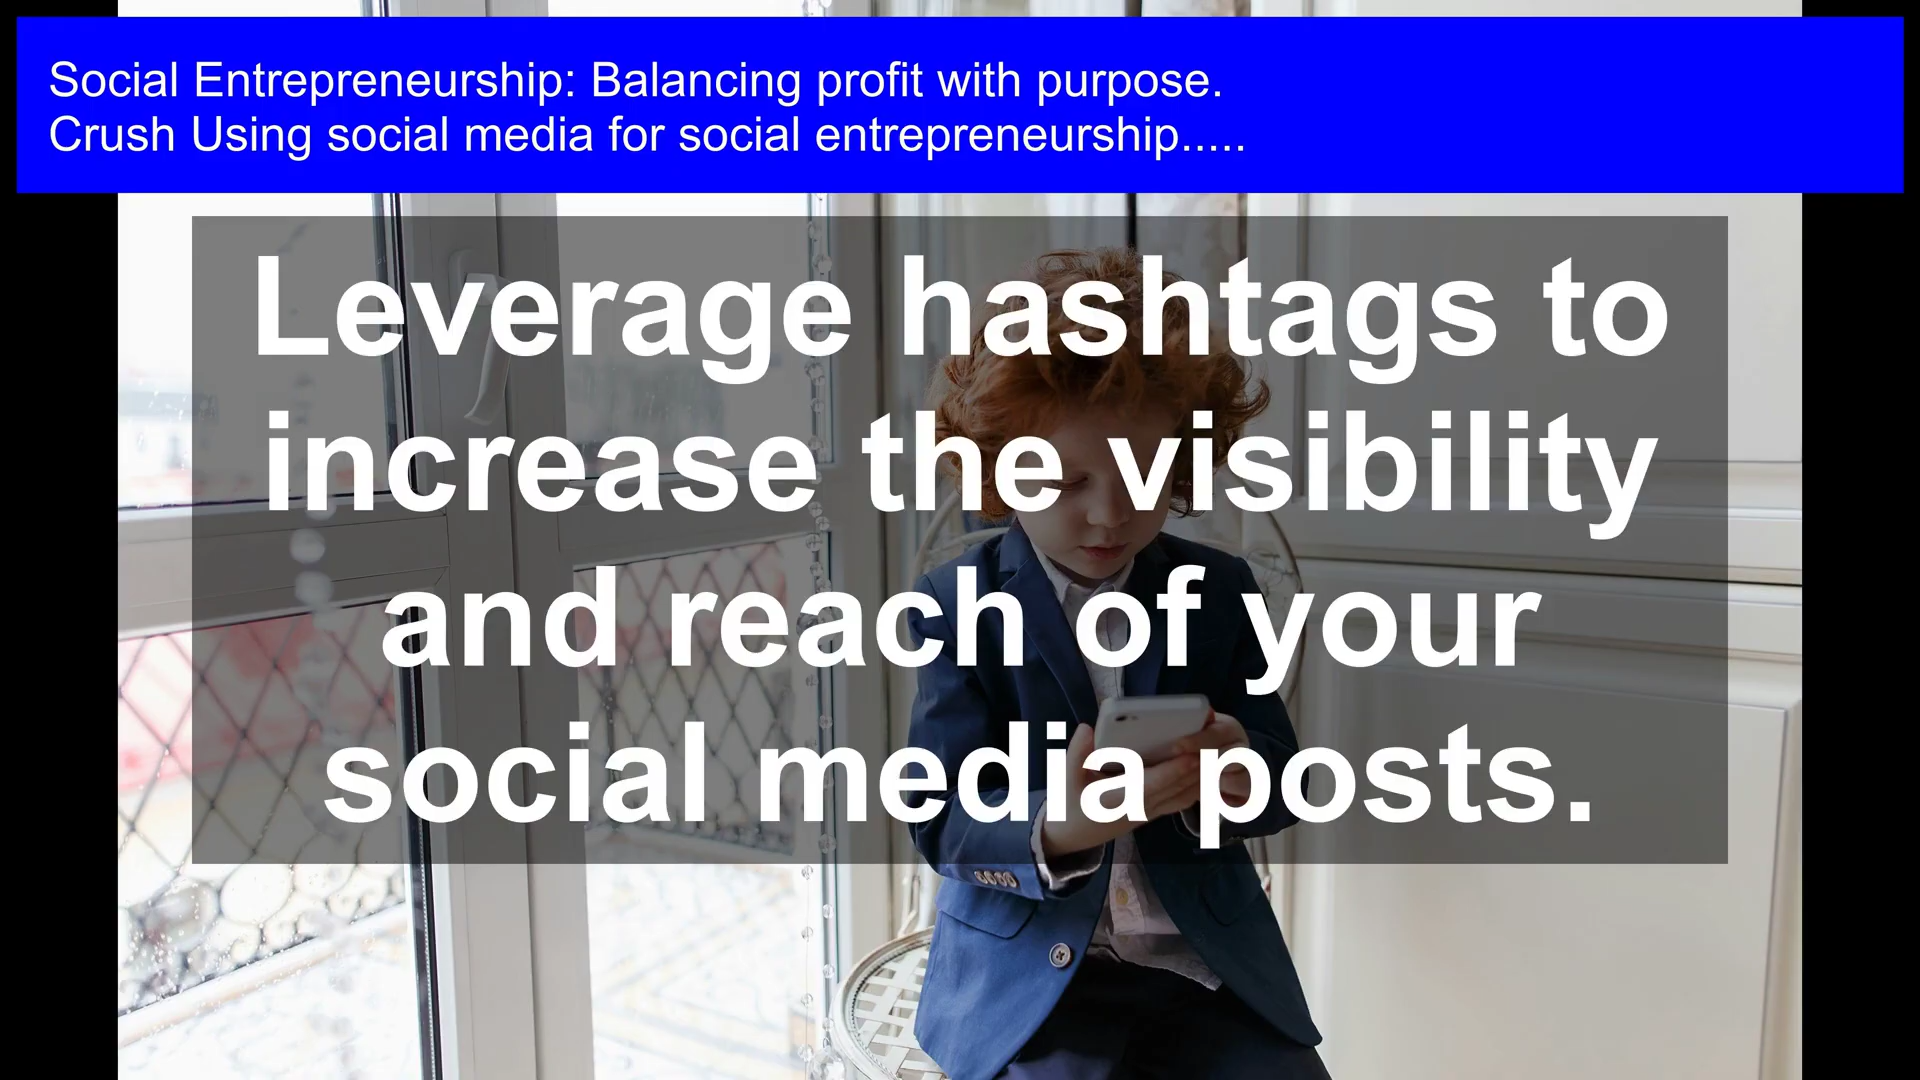 Social Entrepreneurship: Balancing profit with purpose.
Crush Using social media for social entrepreneurship.....
Leverage hashtags to
increase the visibility
and reach of your
social media posts.